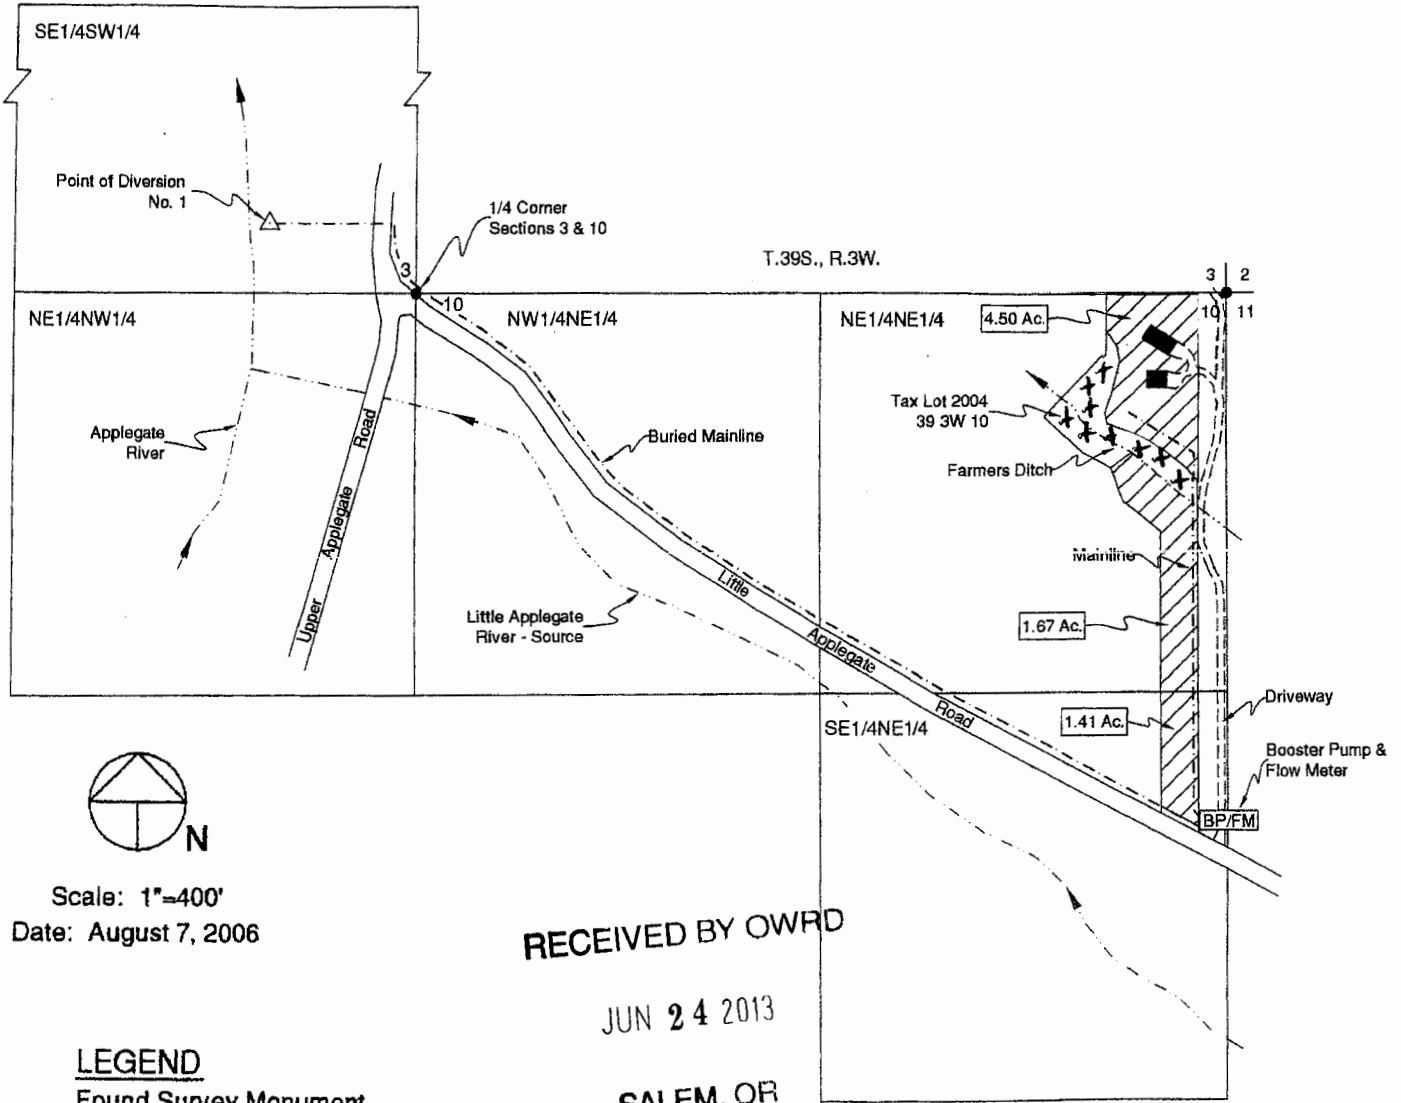 SE1/4SW1/4
Point of Diversion
No. 1
1/4 Corner
Sections 3 & 10
T.39S., R.3W.
3
10
3
2
10
11
NE1/4NW1/4
NW1/4NE1/4
NE1/4NE1/4
4.50 Ac.
Tax Lot 2004
39 3W 10
Farmers Ditch
Applegate
River
Buried Mainline
Upper Applegate Road
Mainline
Little Applegate
River - Source
Little Applegate Road
1.67 Ac.
1.41 Ac.
SE1/4NE1/4
Driveway
Booster Pump &
Flow Meter
BP/FM
N
Scale: 1"=400'
Date: August 7, 2006
RECEIVED BY OWRD
JUN 24 2013
SALEM, OR
LEGEND
Found Survey Monument